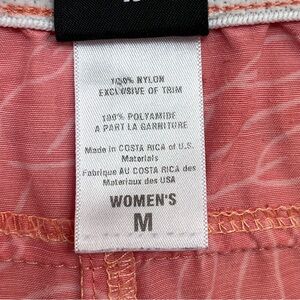 100% NYLON
EXCLUSIVE OF TRIM
100% POLYAMIDE
A PART LA GARNITURE
Made in COSTA RICA of U.S.
Materials
Fabrique AU COSTA RICA des
Materiaux des USA
WOMEN'S
M